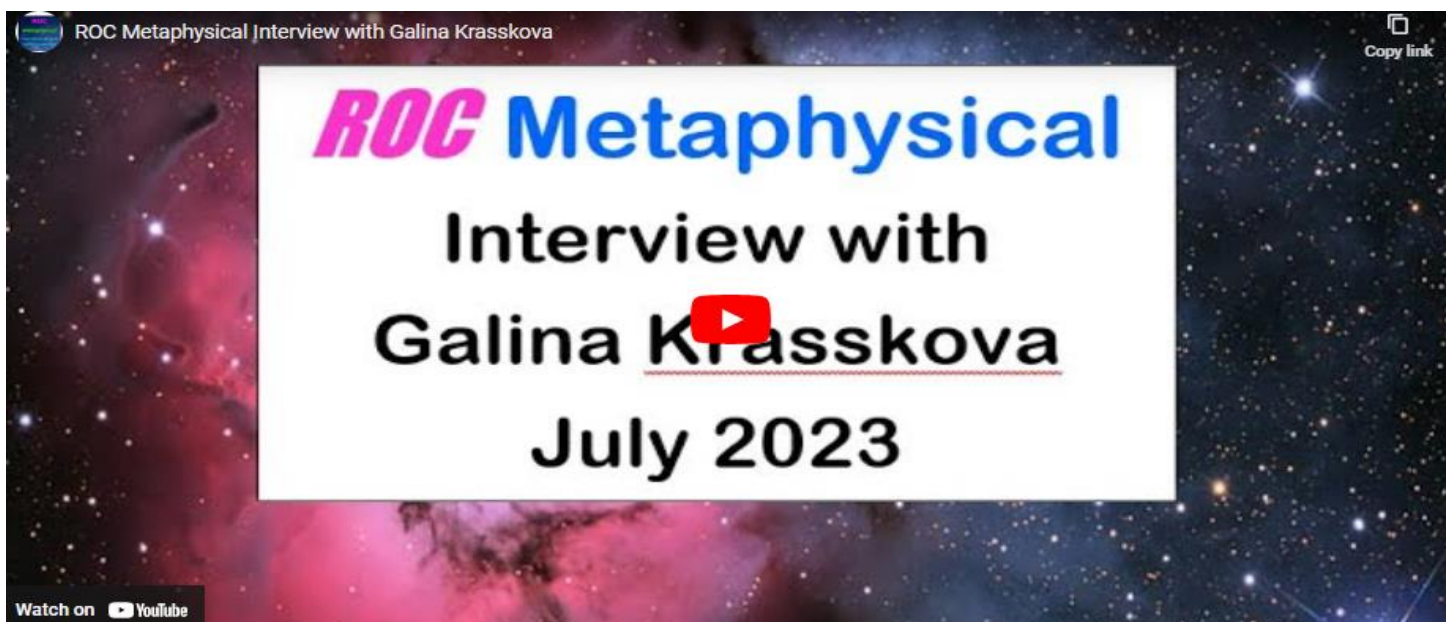 ROC Metaphysical Interview with Galina Krasskova
Copy link
ROC Metaphysical
Interview with
Galina Krasskova
July 2023
Watch on YouTube